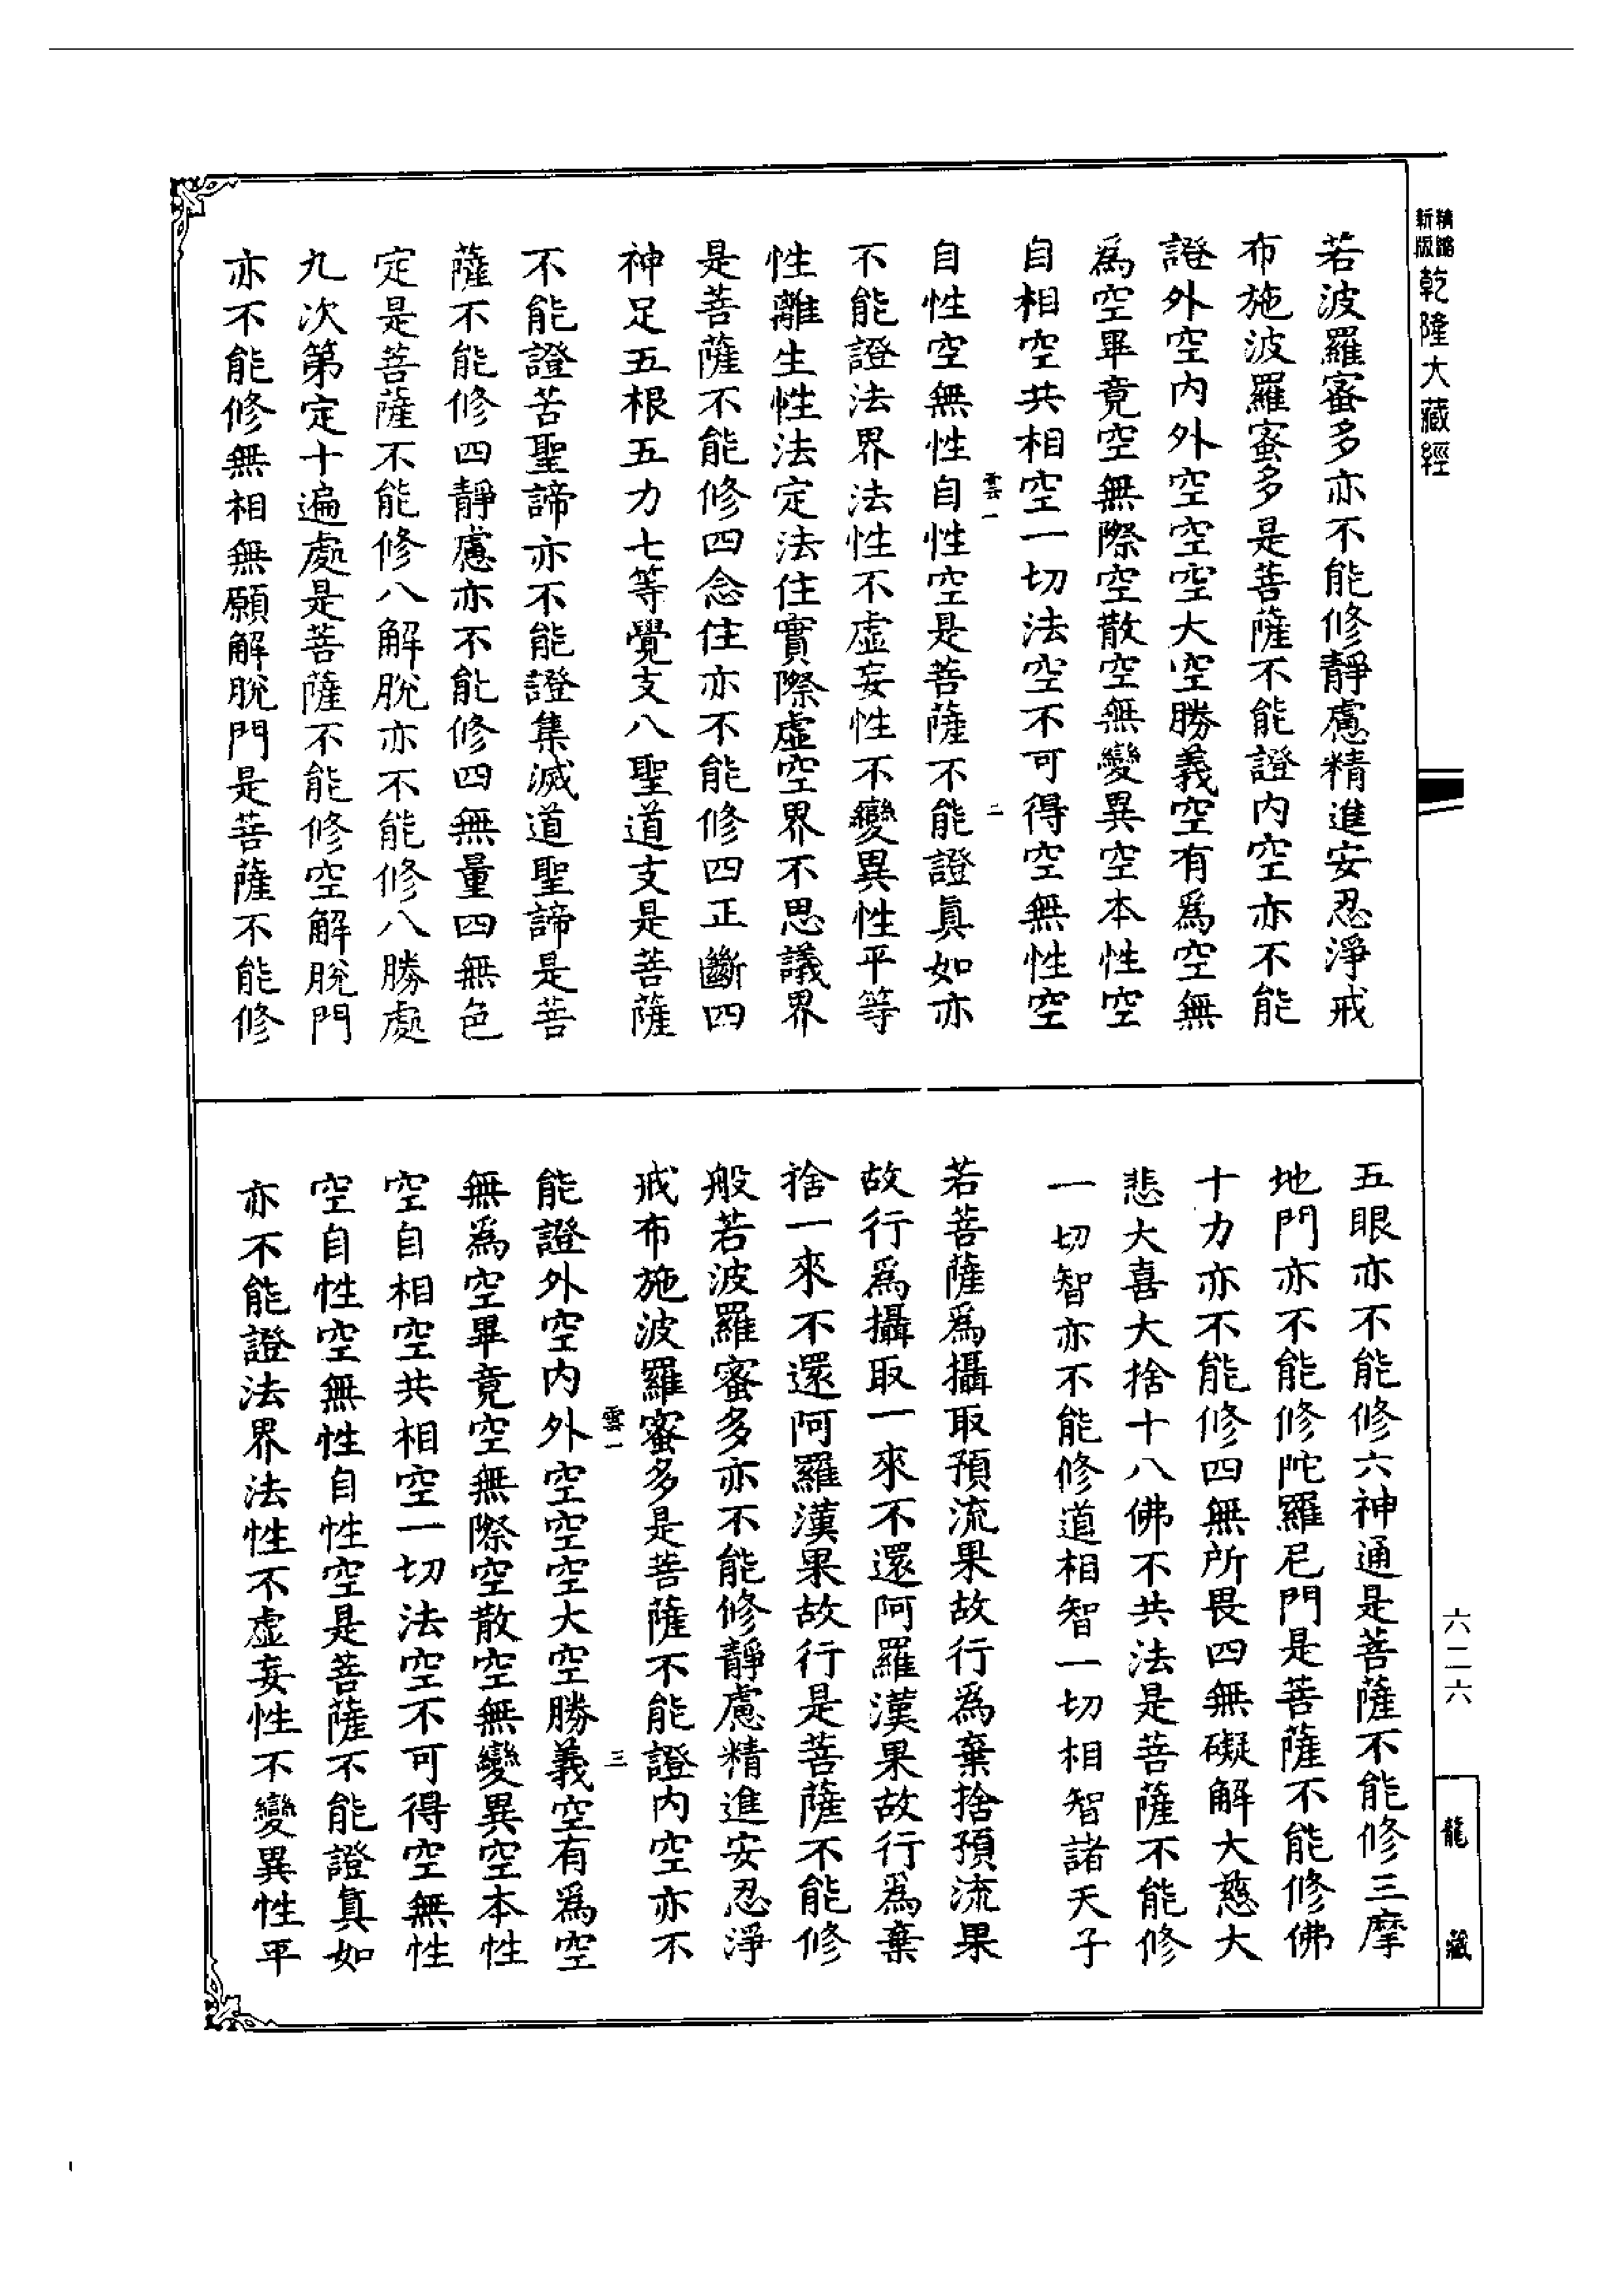 精縮新版乾隆大藏經
若波羅蜜多亦不能修靜慮精進安忍淨戒
布施波羅蜜多是菩薩不能證內空亦不能
證外空內外空空空大空勝義空有為空無
為空畢竟空無際空散空無變異空本性空
自相空共相空一切法空不可得空無性空
雲一 二
自性空無性自性空是菩薩不能證真如亦
不能證法界法性不虛妄性不變異性平等
性離生性法定法住實際虛空界不思議界
是菩薩不能修四念住亦不能修四正斷四
神足五根五力七等覺支八聖道支是菩薩
不能證苦聖諦亦不能證集滅道聖諦是菩
薩不能修四靜慮亦不能修四無量四無色
定是菩薩不能修八解脫亦不能修八勝處
九次第定十遍處是菩薩不能修空解脫門
亦不能修無相無願解脫門是菩薩不能修
五眼亦不能修六神通是菩薩不能修三摩
地門亦不能修陀羅尼門是菩薩不能修佛
十力亦不能修四無所畏四無礙解大慈大
悲大喜大捨十八佛不共法是菩薩不能修
一切智亦不能修道相智一切相智諸天子
若菩薩為攝取預流果故行為棄捨預流果
故行為攝取一來不還阿羅漢果故行為棄
捨一來不還阿羅漢果故行是菩薩不能修
般若波羅蜜多亦不能修靜慮精進安忍淨
戒布施波羅蜜多是菩薩不能證內空亦不
雲一 三
能證外空內外空空空大空勝義空有為空
無為空畢竟空無際空散空無變異空本性
空自相空共相空一切法空不可得空無性
空自性空無性自性空是菩薩不能證真如
亦不能證法界法性不虛妄性不變異性平
六二六
龍藏